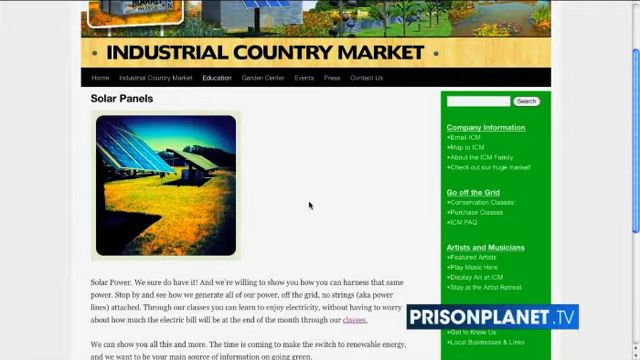 INDUSTRIAL COUNTRY MARKET
Home Industrial Country Market Education Garden Center Events Press Contact Us
Solar Panels
Search
Company Information
•Email ICM
•Map to ICM
•About the ICM Family
•Check out our huge market!
Go off the Grid
•Conservation Classes!
•Purchase Classes
•ICM FAQ
Artists and Musicians
•Featured Artists
•Play Music Here
•Display Art at ICM
•Stay at the Artist Retreat
Solar Power. We sure do have it! And we're willing to show you how you can harness that same
power. Stop by and see how we generate all of our power, off the grid, no strings (aka power
lines) attached. Through our classes you can learn to enjoy electricity, without having to worry
about how much the electric bill will be at the end of the month through our classes.
PRISONPLANET.TV
•Get to Know Us
•Local Businesses & Links
We can show you all this and more. The time is coming to make the switch to renewable energy,
and we want to be your main source of information on going green.